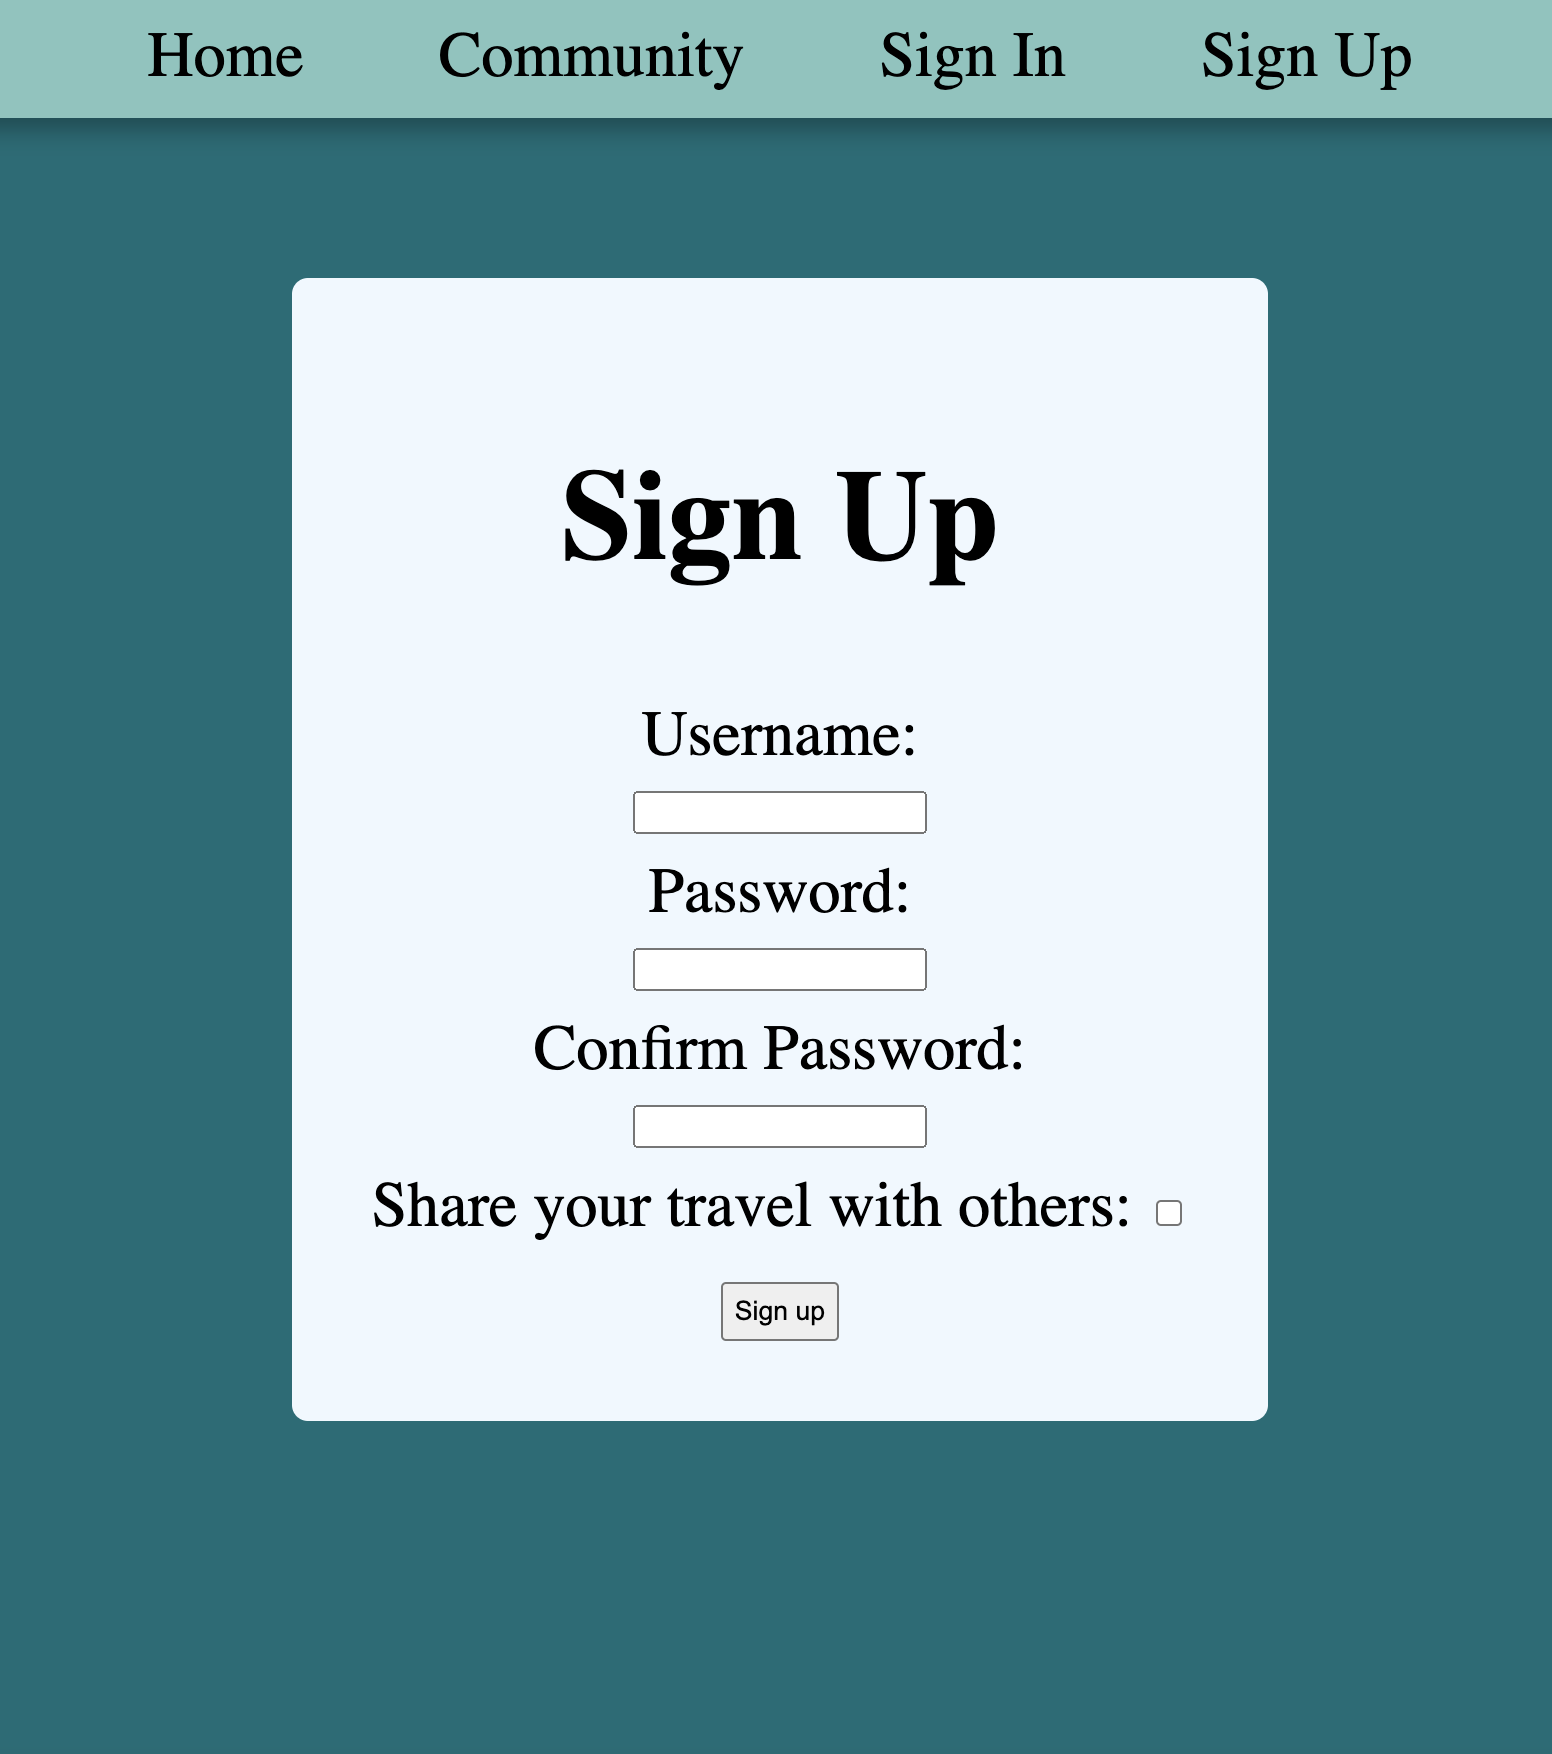 Home Community Sign In Sign Up
Sign Up
Username:
Password:
Confirm Password:
Share your travel with others:
Sign up